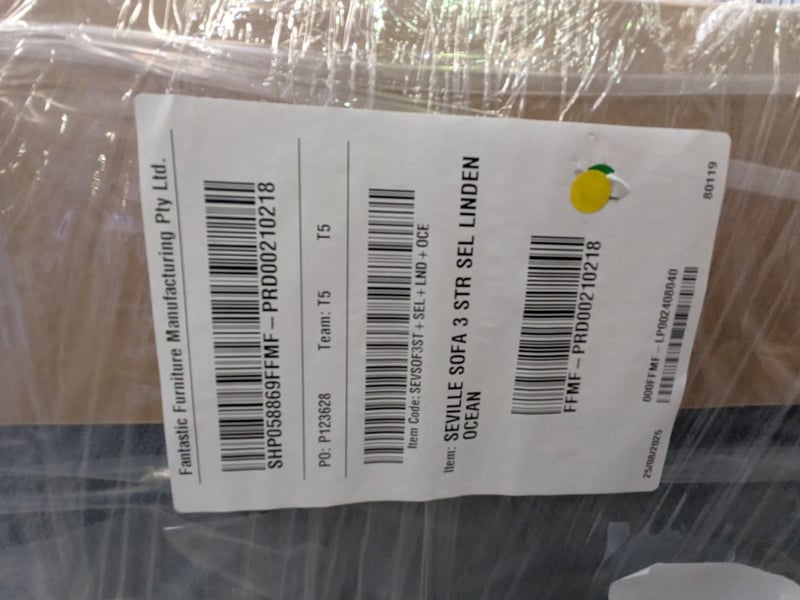 Fantastic Furniture Manufacturing Pty Ltd.
SHP058869FFMF – PRD00210218
PO: P123628 Team: T5 T5
Item Code: SEVSOF3ST + SEL + LND + OCE
Item: SEVILLE SOFA 3 STR SEL LINDEN
OCEAN
FFMF – PRD00210218
000FFMF – LP002408040
25/08/2025 80119